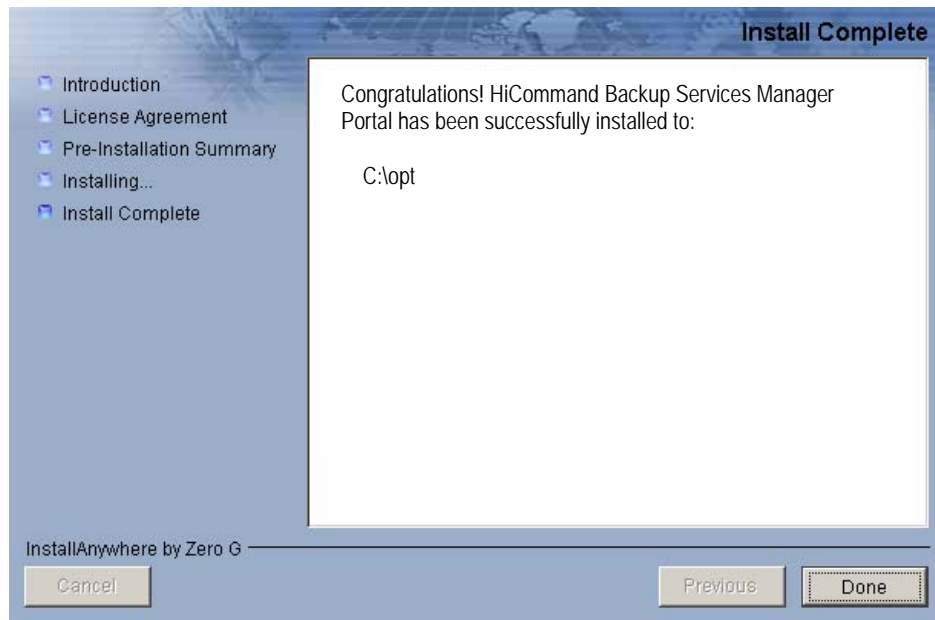 Install Complete
Introduction
License Agreement
Pre-Installation Summary
Installing...
Install Complete
Congratulations! HiCommand Backup Services Manager
Portal has been successfully installed to:
C:\opt
InstallAnywhere by Zero G
Cancel
Previous
Done